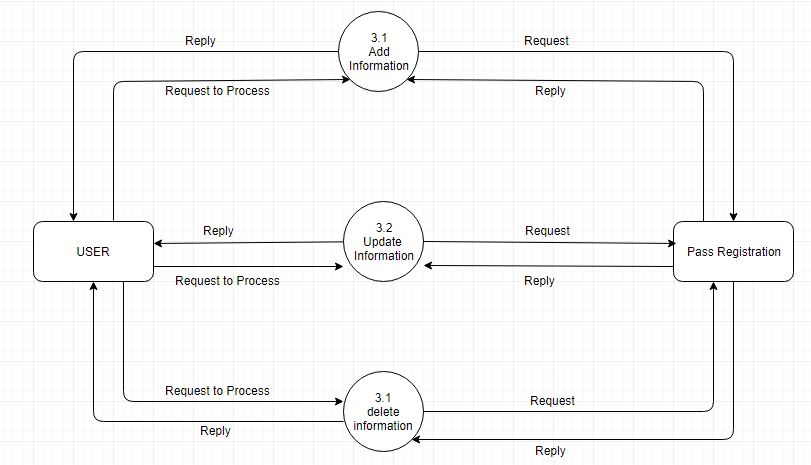 Reply
3.1
Add
Information
Request
Request to Process
Reply
Reply
3.2
Update
Information
Request
USER
Pass Registration
Request to Process
Reply
Request to Process
3.1
delete
information
Request
Reply
Reply